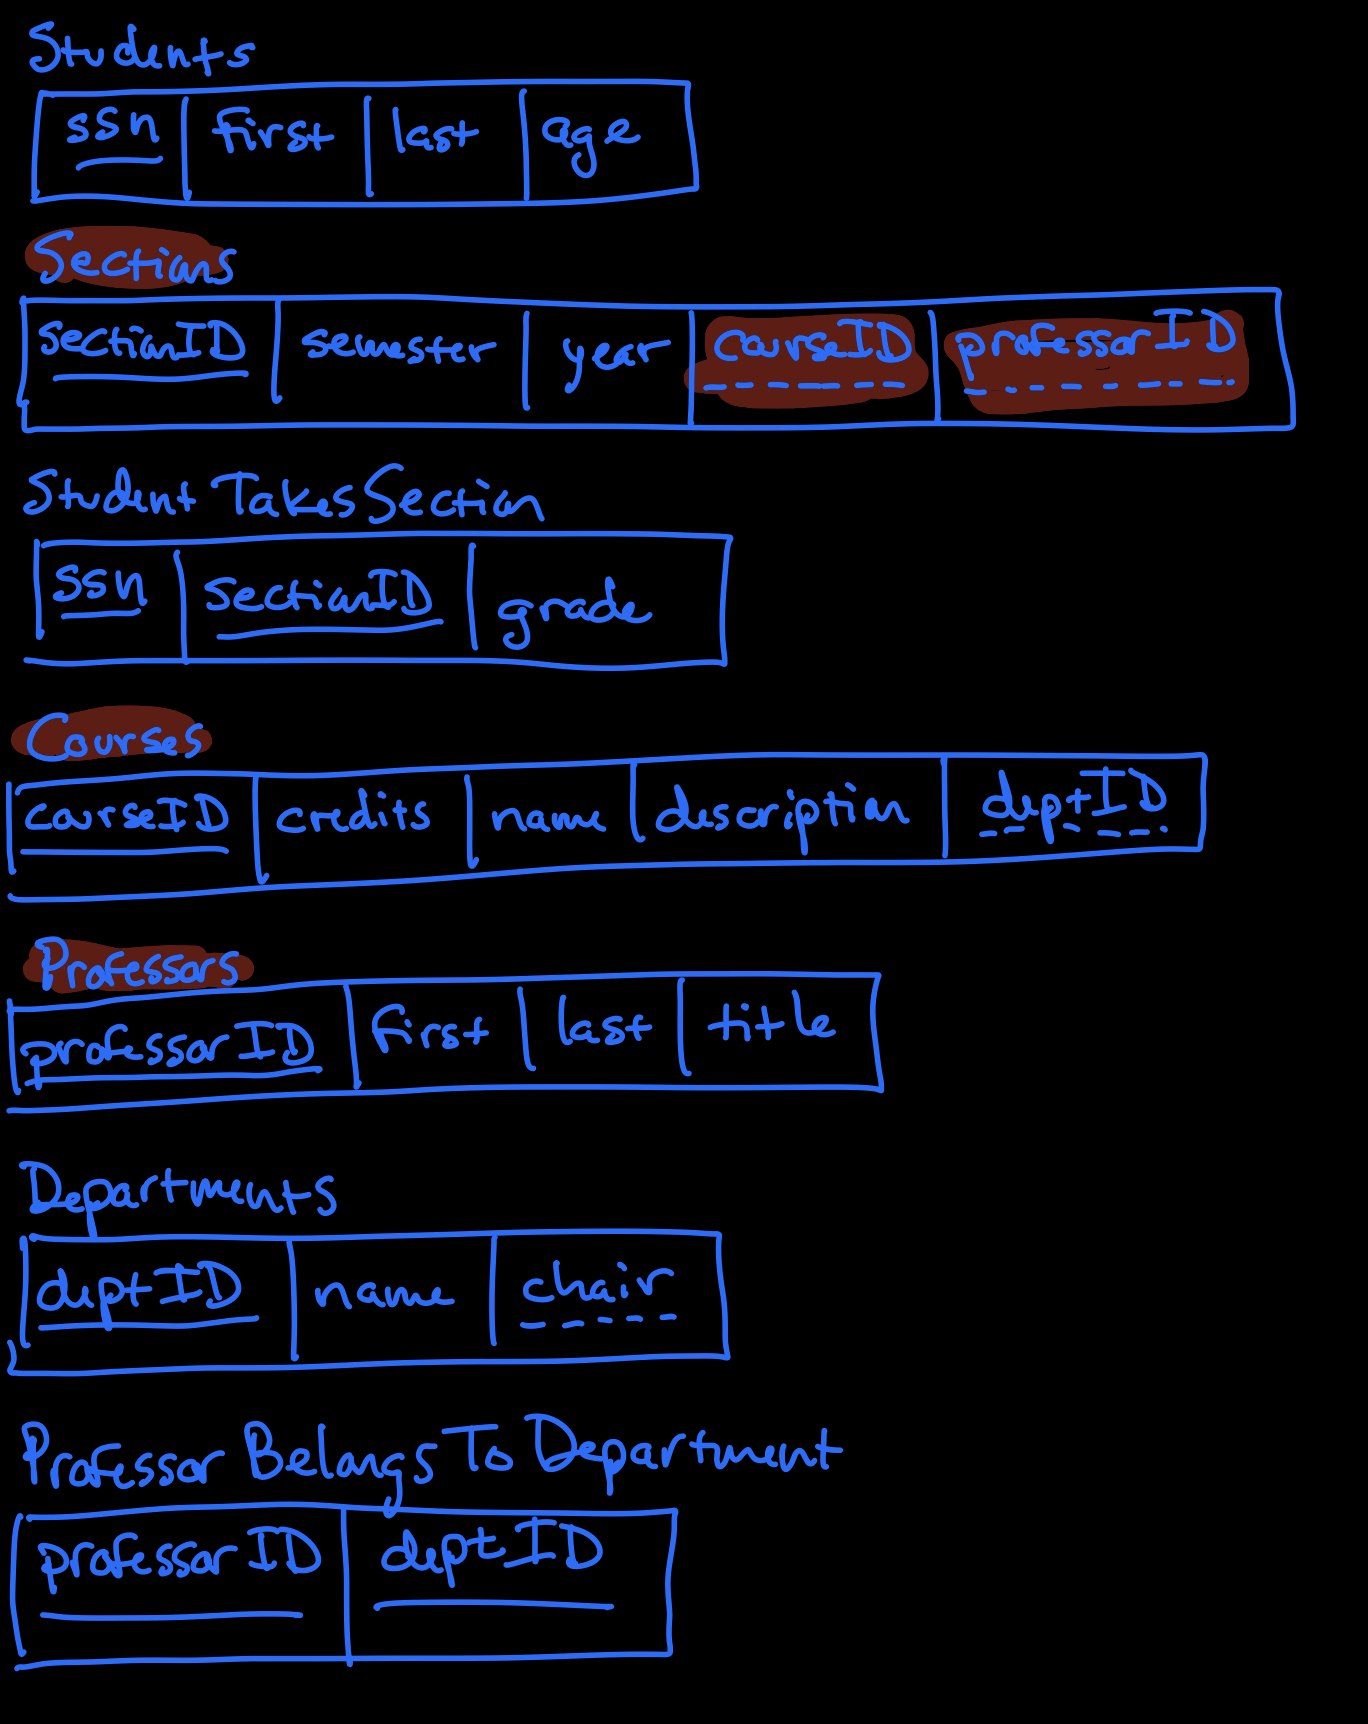 Students
ssn first last age
Sections
sectionID semester year courseID professorID
Student Takes Section
ssn sectionID grade
Courses
courseID credits name description deptID
Professors
professorID first last title
Departments
deptID name chair
Professor Belongs To Department
professorID deptID